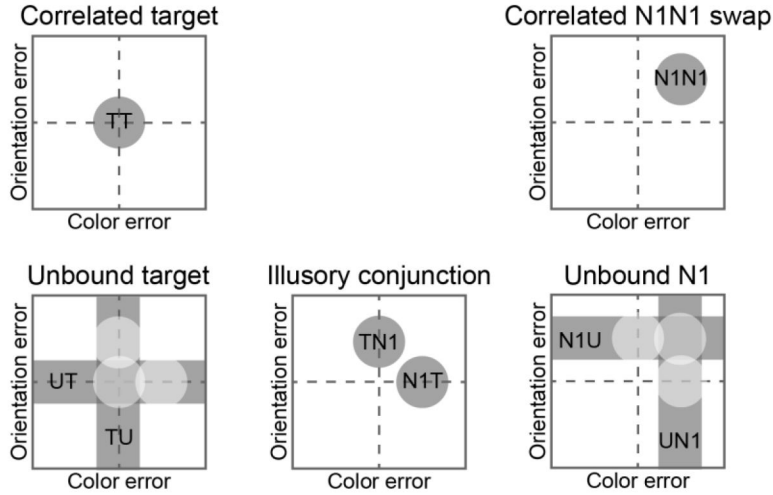 Correlated target
Correlated N1N1 swap
Orientation error
TT
Color error
Orientation error
N1N1
Color error
Unbound target
Illusory conjunction
Unbound N1
Orientation error
UT
TU
Color error
Orientation error
TN1
N1T
Color error
Orientation error
N1U
UN1
Color error